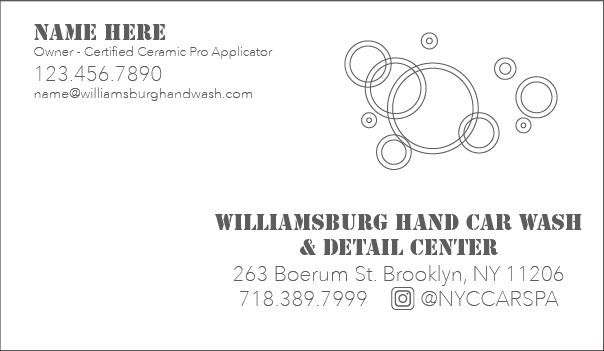 NAME HERE
Owner - Certified Ceramic Pro Applicator
123.456.7890
name@williamsburghandwash.com
WILLIAMSBURG HAND CAR WASH
& DETAIL CENTER
263 Boerum St. Brooklyn, NY 11206
718.389.7999 @NYCCARSPA